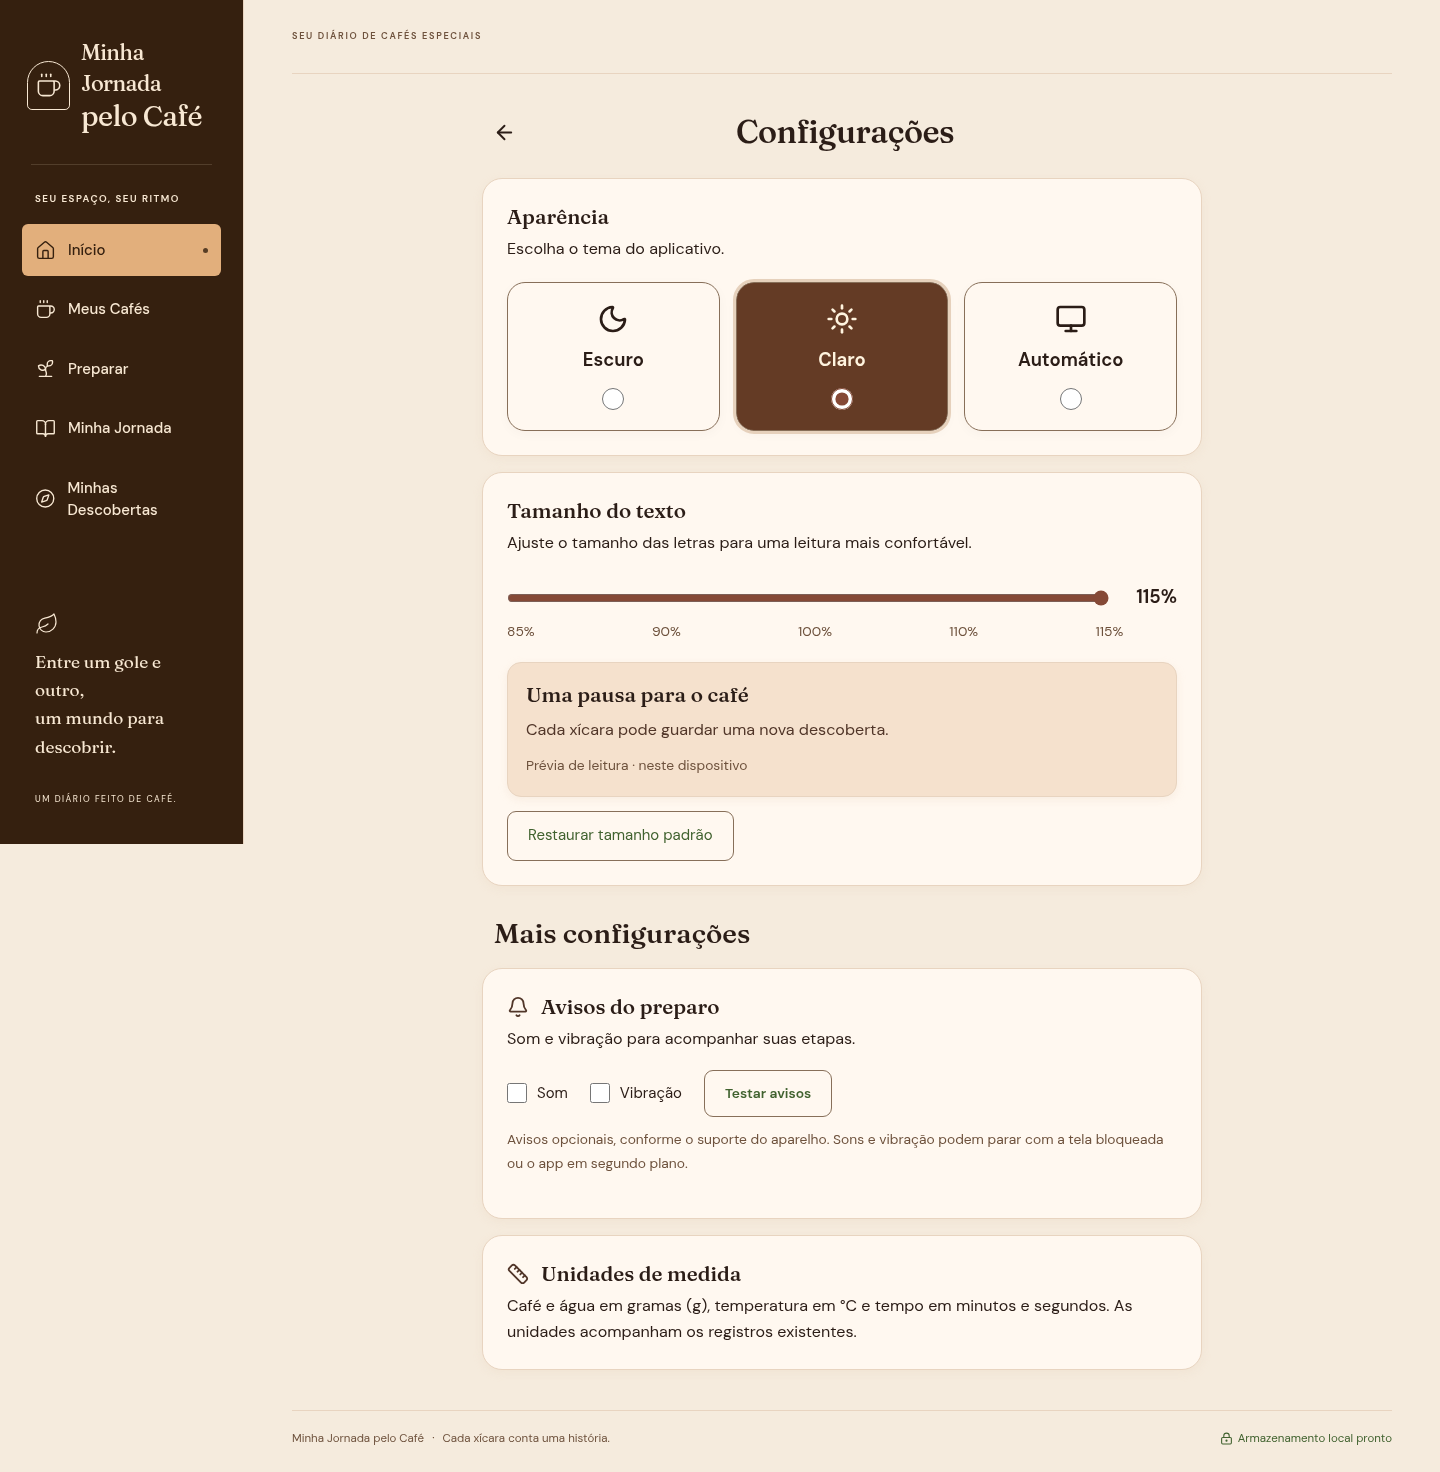 Minha
Jornada
pelo Café
SEU ESPAÇO, SEU RITMO
Início
Meus Cafés
Preparar
Minha Jornada
Minhas
Descobertas
Entre um gole e
outro,
um mundo para
descobrir.
UM DIÁRIO FEITO DE CAFÉ.
SEU DIÁRIO DE CAFÉS ESPECIAIS
Configurações
Aparência
Escolha o tema do aplicativo.
Escuro
Claro
Automático
Tamanho do texto
Ajuste o tamanho das letras para uma leitura mais confortável.
115%
85% 90% 100% 110% 115%
Uma pausa para o café
Cada xícara pode guardar uma nova descoberta.
Prévia de leitura · neste dispositivo
Restaurar tamanho padrão
Mais configurações
Avisos do preparo
Som e vibração para acompanhar suas etapas.
Som Vibração Testar avisos
Avisos opcionais, conforme o suporte do aparelho. Sons e vibração podem parar com a tela bloqueada
ou o app em segundo plano.
Unidades de medida
Café e água em gramas (g), temperatura em °C e tempo em minutos e segundos. As
unidades acompanham os registros existentes.
Minha Jornada pelo Café · Cada xícara conta uma história.
Armazenamento local pronto